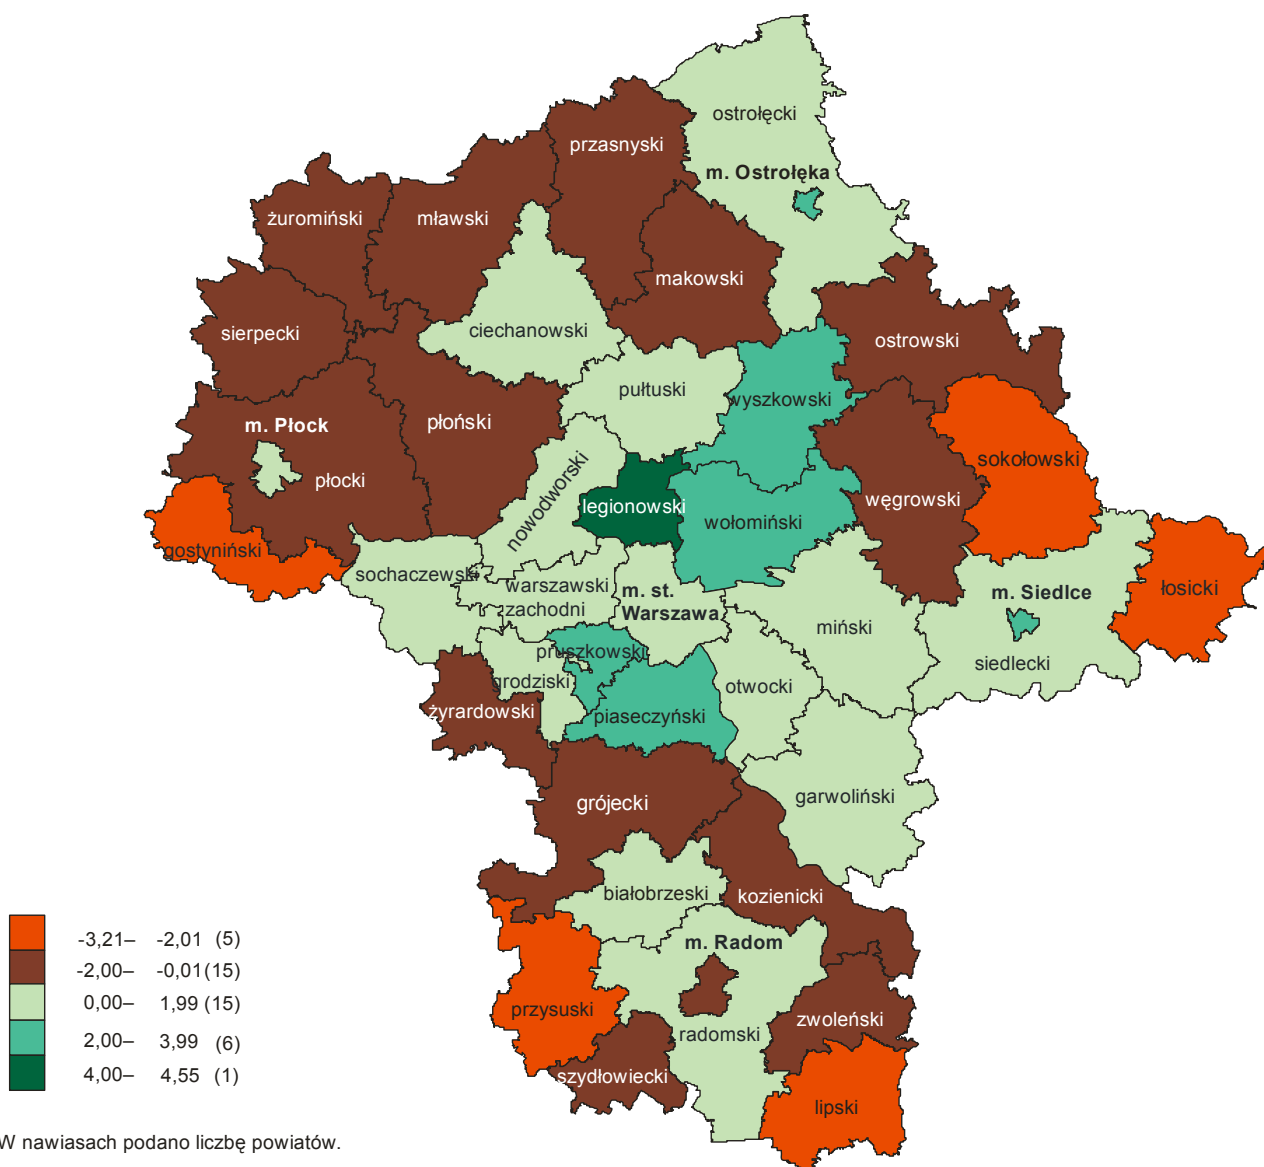 ostrołęcki
przasnyski
m. Ostrołęka
żuromiński
mławski
makowski
ciechanowski
sierpecki
ostrowski
pułtuski
wyszkowski
m. Płock
płoński
sokołowski
płocki
nowodworski
legionowski
węgrowski
wołomiński
gostyniński
sochaczewski
warszawski
zachodni
m. st.
Warszawa
m. Siedlce
łosicki
miński
pruszkowski
siedlecki
grodziski
otwocki
żyrardowski
piaseczyński
grójecki
garwoliński
białobrzeski
kozienicki
m. Radom
przysuski
zwoleński
radomski
szydłowiecki
lipski
-3,21– -2,01 (5)
-2,00– -0,01 (15)
0,00– 1,99 (15)
2,00– 3,99 (6)
4,00– 4,55 (1)
W nawiasach podano liczbę powiatów.